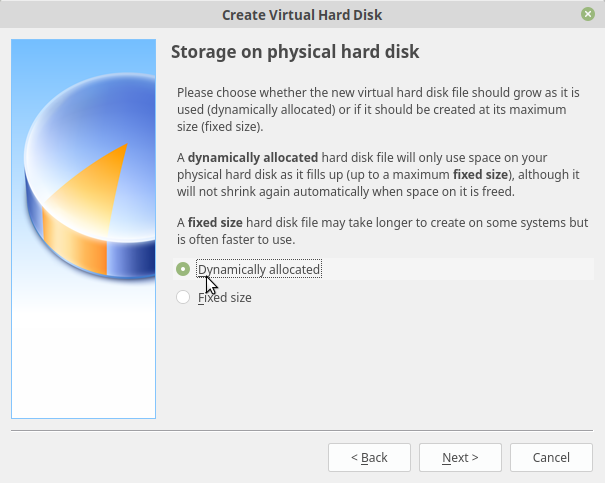 Create Virtual Hard Disk
Storage on physical hard disk
Please choose whether the new virtual hard disk file should grow as it is
used (dynamically allocated) or if it should be created at its maximum
size (fixed size).
A dynamically allocated hard disk file will only use space on your
physical hard disk as it fills up (up to a maximum fixed size), although it
will not shrink again automatically when space on it is freed.
A fixed size hard disk file may take longer to create on some systems but
is often faster to use.
Dynamically allocated
Fixed size
< Back
Next >
Cancel